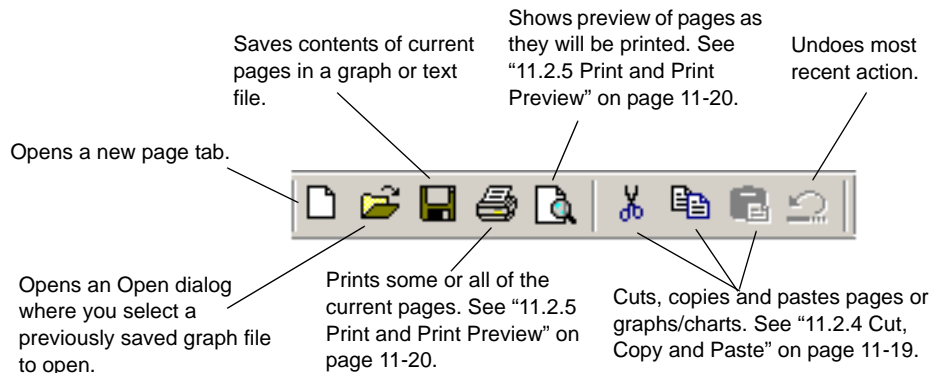 Shows preview of pages as
they will be printed. See
“11.2.5 Print and Print
Preview” on page 11-20.
Saves contents of current
pages in a graph or text
file.
Undoes most
recent action.
Opens a new page tab.
Opens an Open dialog
where you select a
previously saved graph file
to open.
Prints some or all of the
current pages. See “11.2.5
Print and Print Preview” on
page 11-20.
Cuts, copies and pastes pages or
graphs/charts. See “11.2.4 Cut,
Copy and Paste” on page 11-19.